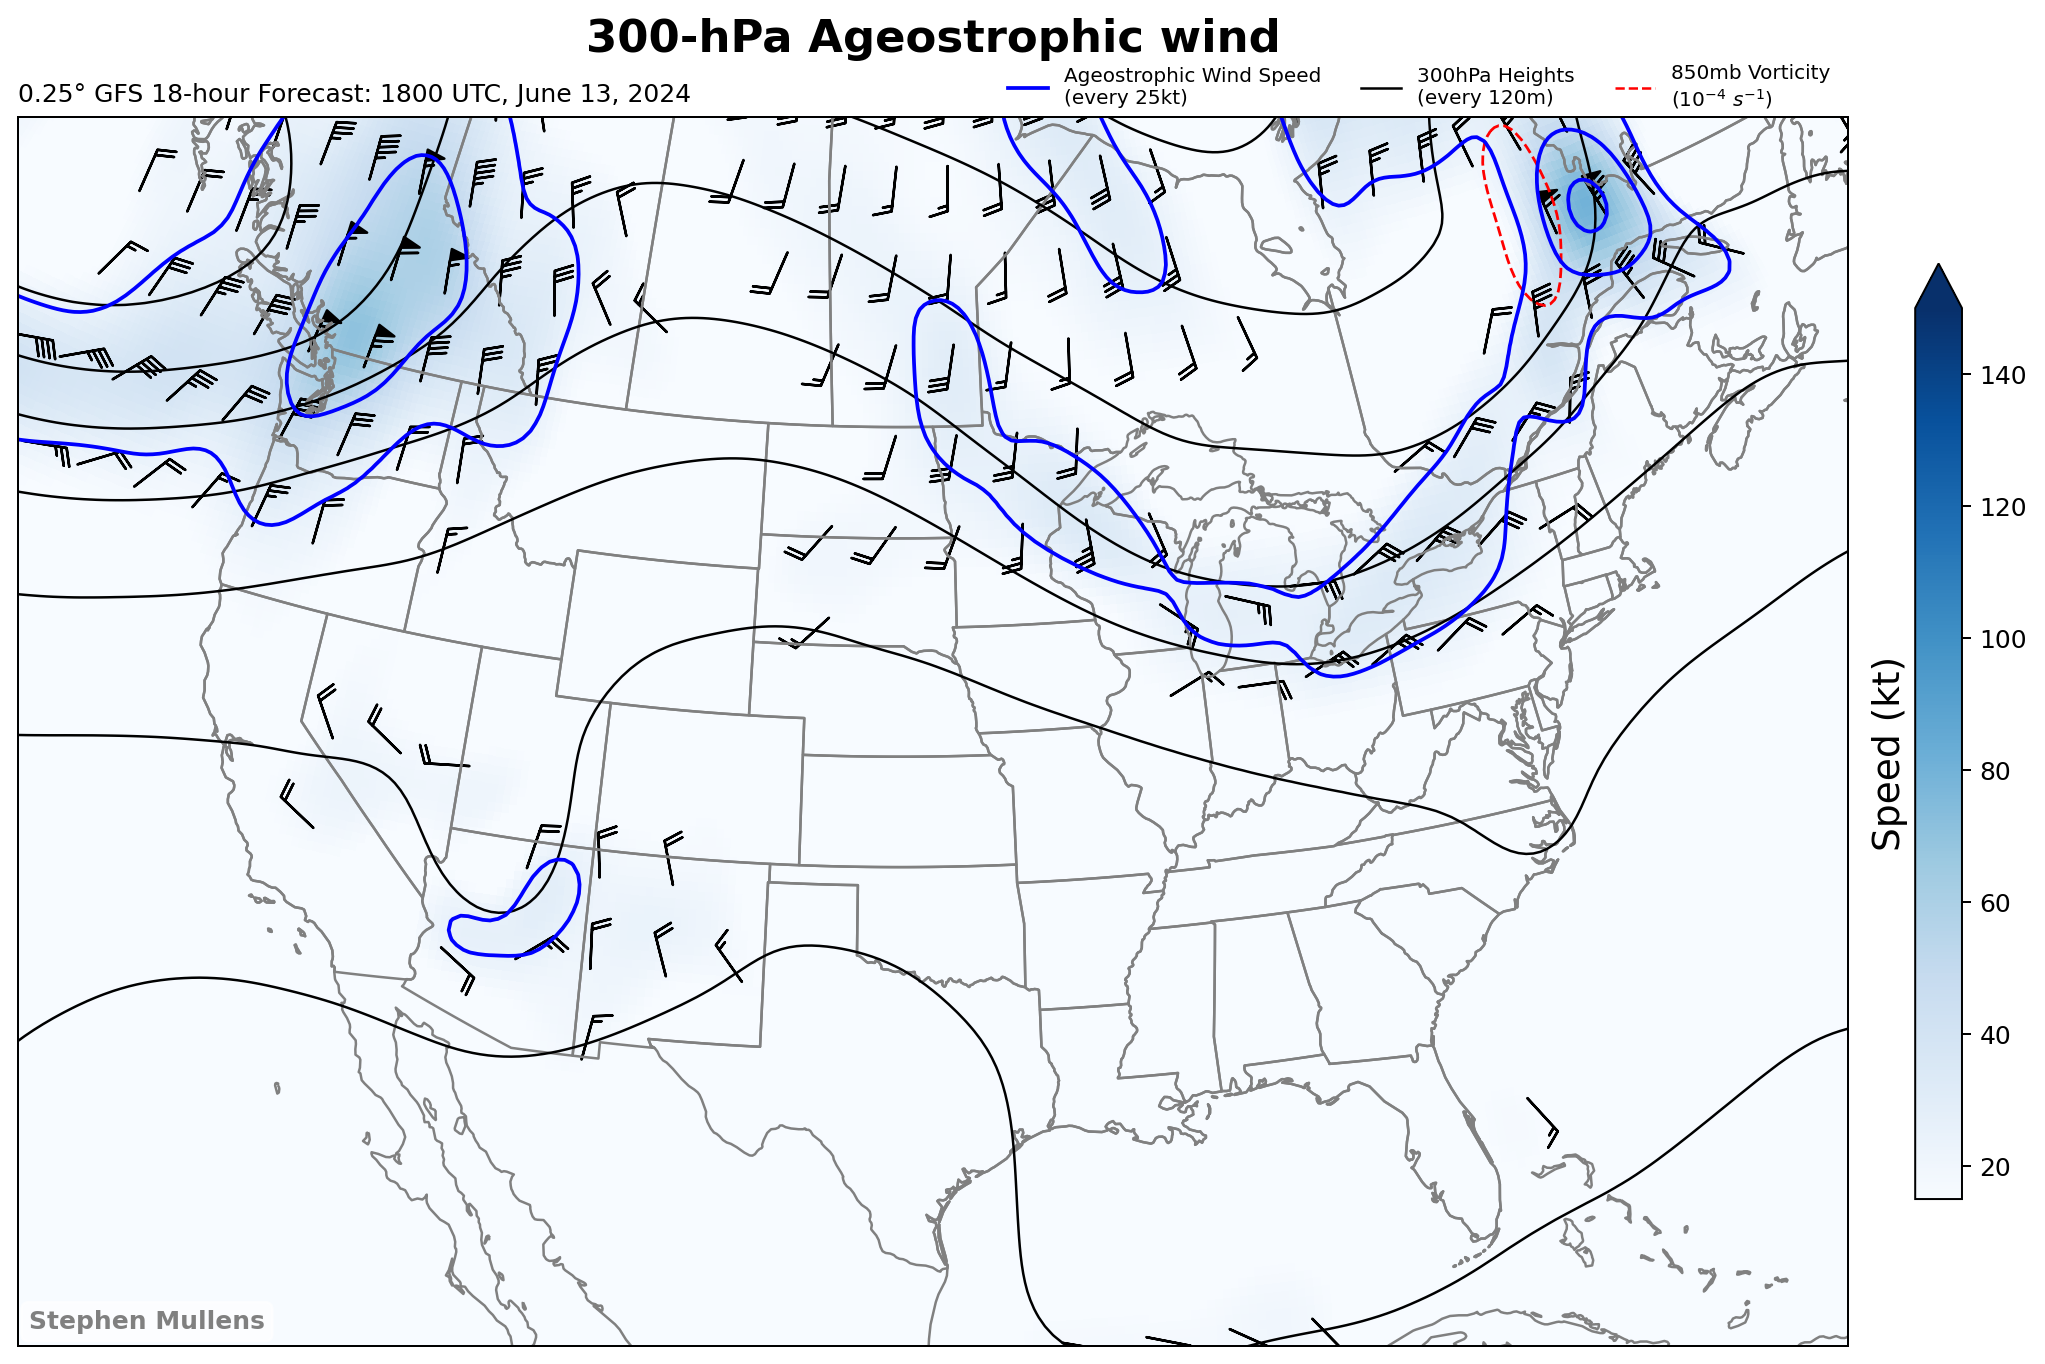 300-hPa Ageostrophic wind
0.25° GFS 18-hour Forecast: 1800 UTC, June 13, 2024
Ageostrophic Wind Speed
(every 25kt)
300hPa Heights
(every 120m)
850mb Vorticity
(10⁻⁴ s⁻¹)
140
120
100
80
60
40
20
Speed (kt)
Stephen Mullens